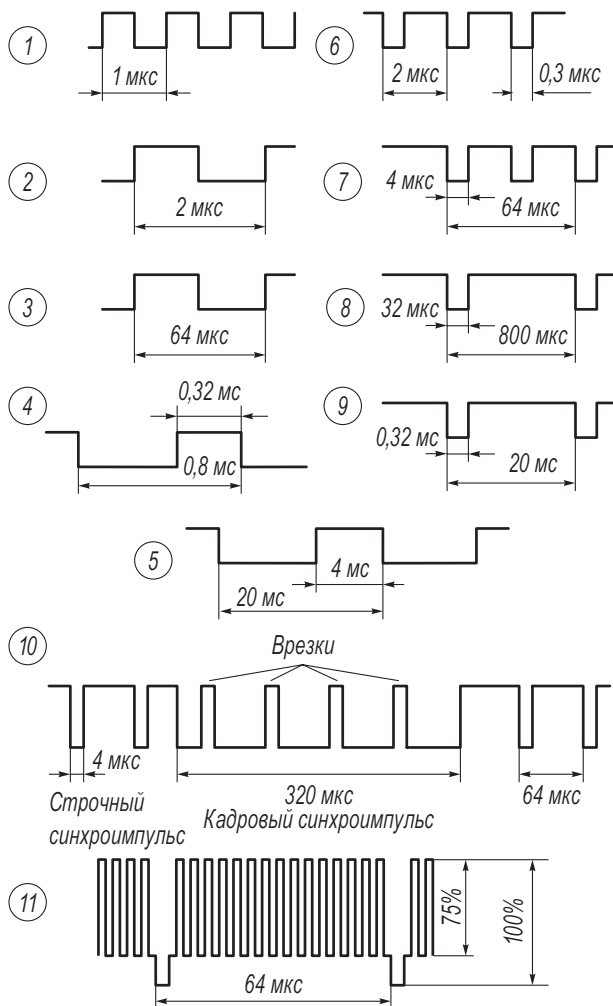 1
1 мкс
6
2 мкс
0,3 мкс
2
2 мкс
7
4 мкс
64 мкс
3
64 мкс
8
32 мкс
800 мкс
4
0,32 мс
0,8 мс
9
0,32 мс
20 мс
5
4 мс
20 мс
10
Врезки
4 мкс
320 мкс
64 мкс
Строчный
синхроимпульс
Кадровый синхроимпульс
11
75%
100%
64 мкс